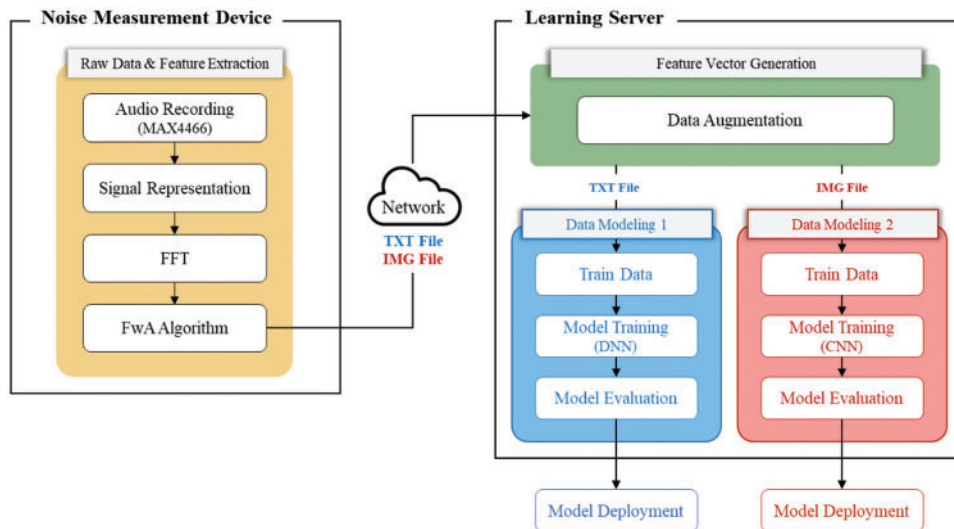 Noise Measurement Device
Raw Data & Feature Extraction
Audio Recording
(MAX4466)
Signal Representation
FFT
FwA Algorithm
Network
TXT File
IMG File
Learning Server
Feature Vector Generation
Data Augmentation
TXT File
IMG File
Data Modeling 1
Train Data
Model Training
(DNN)
Model Evaluation
Model Deployment
Data Modeling 2
Train Data
Model Training
(CNN)
Model Evaluation
Model Deployment